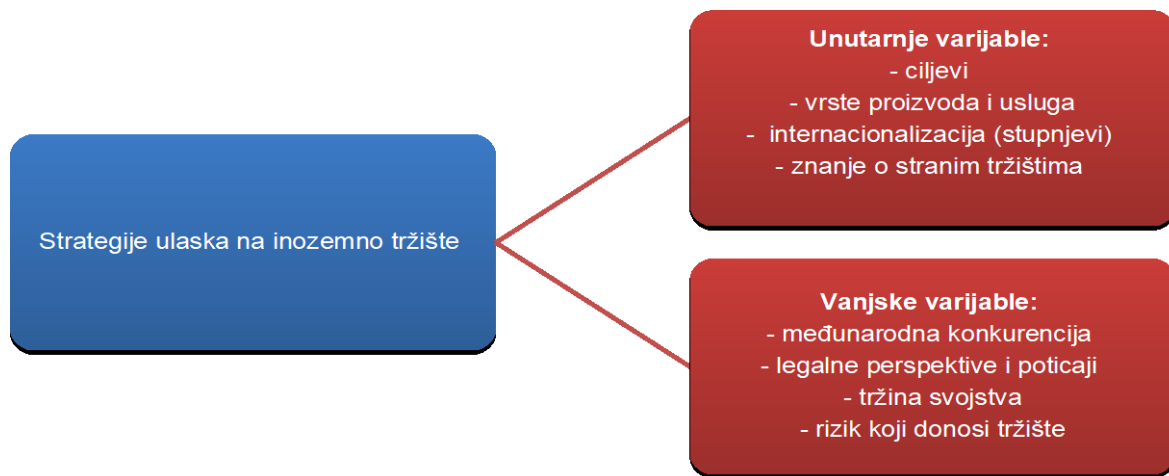 Strategije ulaska na inozemno tržište
Unutarnje varijable:
- ciljevi
- vrste proizvoda i usluga
- internacionalizacija (stupnjevi)
- znanje o stranim tržištima
Vanjske varijable:
- međunarodna konkurencija
- legalne perspektive i poticaji
- tržina svojstva
- rizik koji donosi tržište